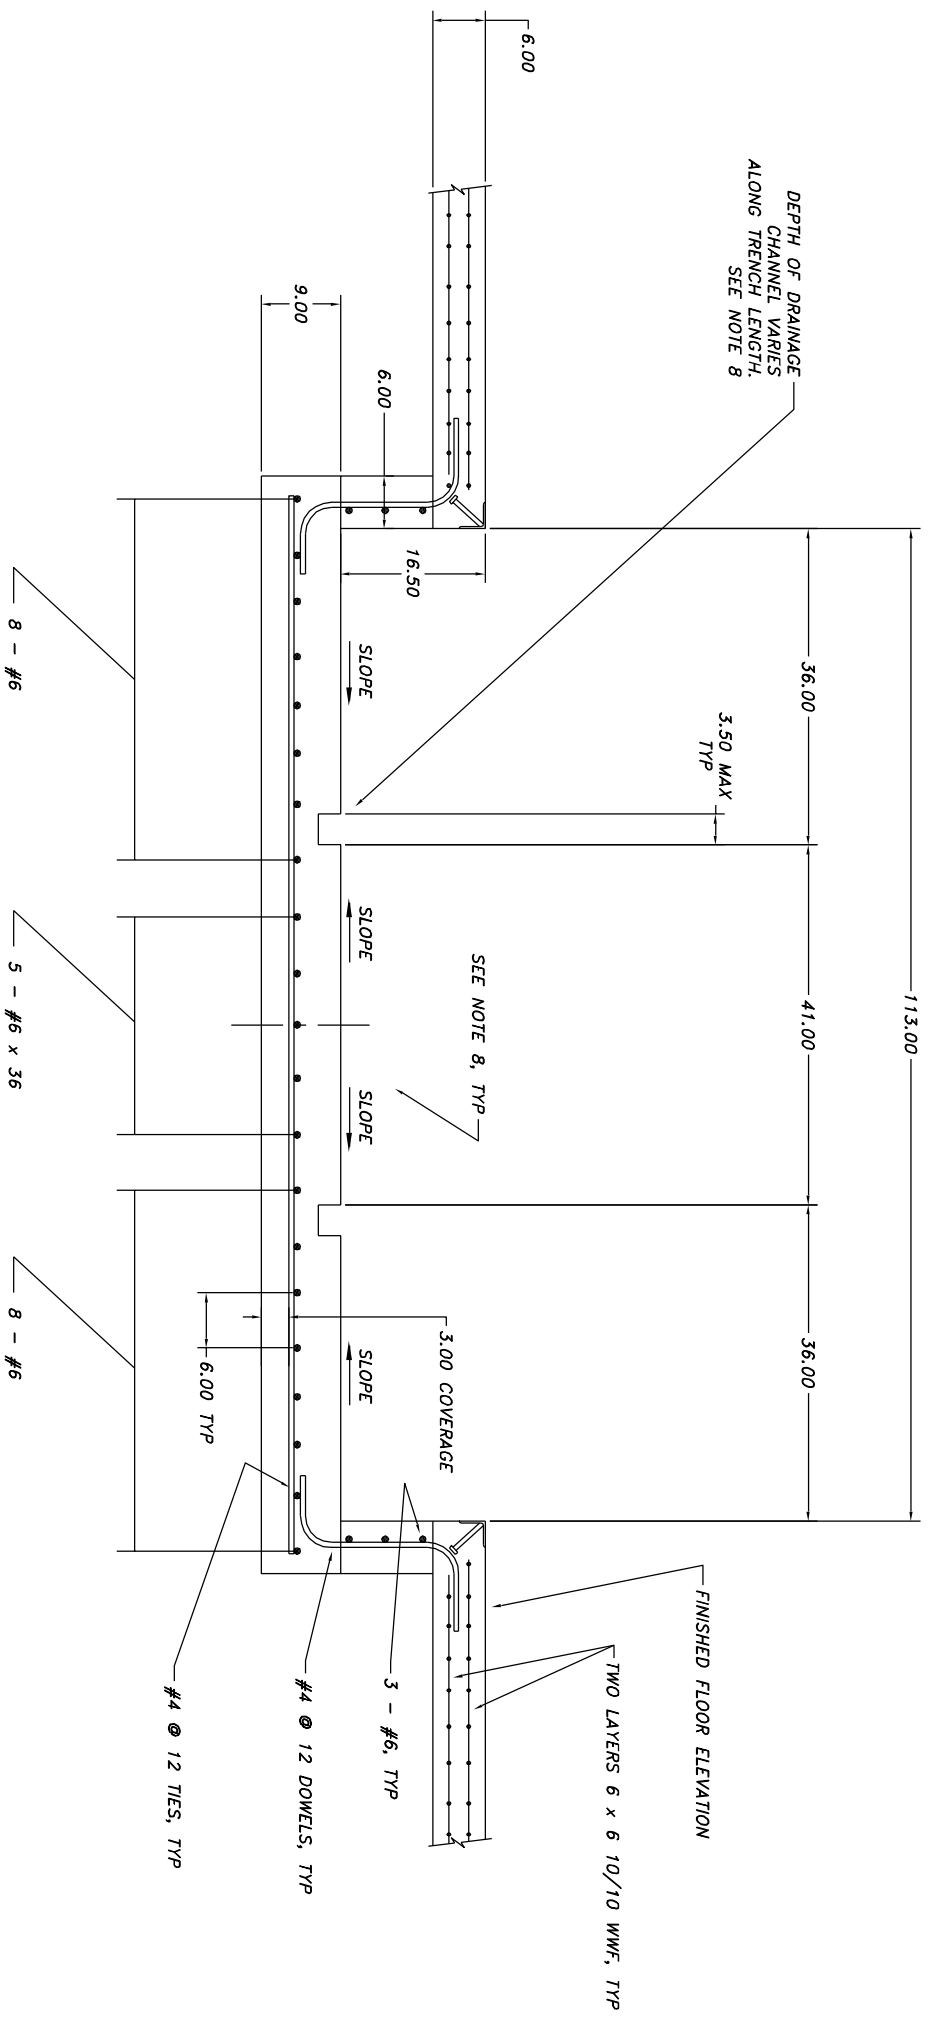 113.00
36.00
41.00
36.00
3.50 MAX
TYP
DEPTH OF DRAINAGE
CHANNEL VARIES
ALONG TRENCH LENGTH.
SEE NOTE 8
FINISHED FLOOR ELEVATION
TWO LAYERS 6 x 6 10/10 WWF, TYP
6.00
SEE NOTE 8, TYP
3.00 COVERAGE
16.50
6.00
3 - #6, TYP
SLOPE
SLOPE
SLOPE
SLOPE
9.00
#4 @ 12 DOWELS, TYP
6.00 TYP
#4 @ 12 TIES, TYP
8 - #6
5 - #6 x 36
8 - #6